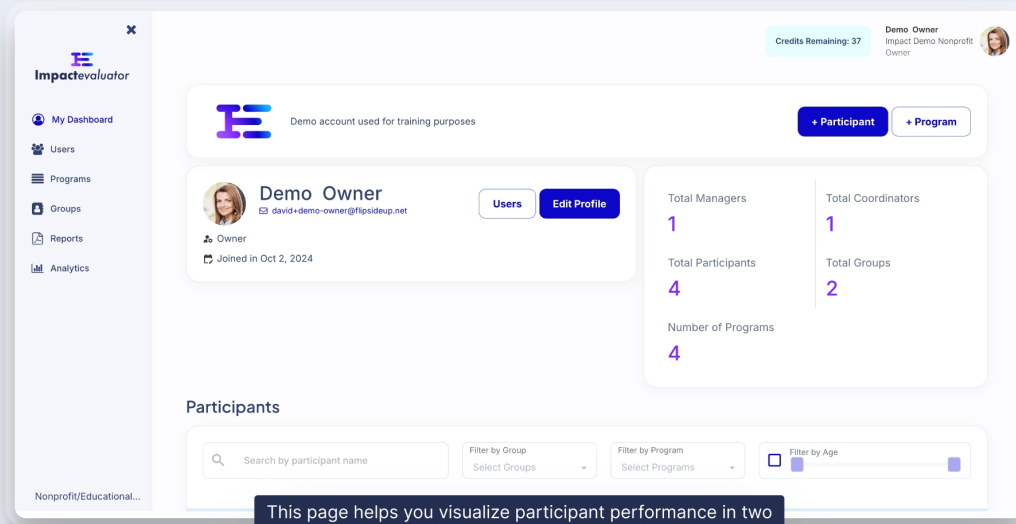 Impactevaluator
My Dashboard
Users
Programs
Groups
Reports
Analytics
Nonprofit/Educational...
Credits Remaining: 37
Demo Owner
Impact Demo Nonprofit
Owner
Demo account used for training purposes
+ Participant
+ Program
Demo Owner
david+demo-owner@flipsideup.net
Users
Edit Profile
Owner
Joined in Oct 2, 2024
Total Managers
1
Total Coordinators
1
Total Participants
4
Total Groups
2
Number of Programs
4
Participants
Search by participant name
Filter by Group
Select Groups
Filter by Program
Select Programs
Filter by Age
This page helps you visualize participant performance in two